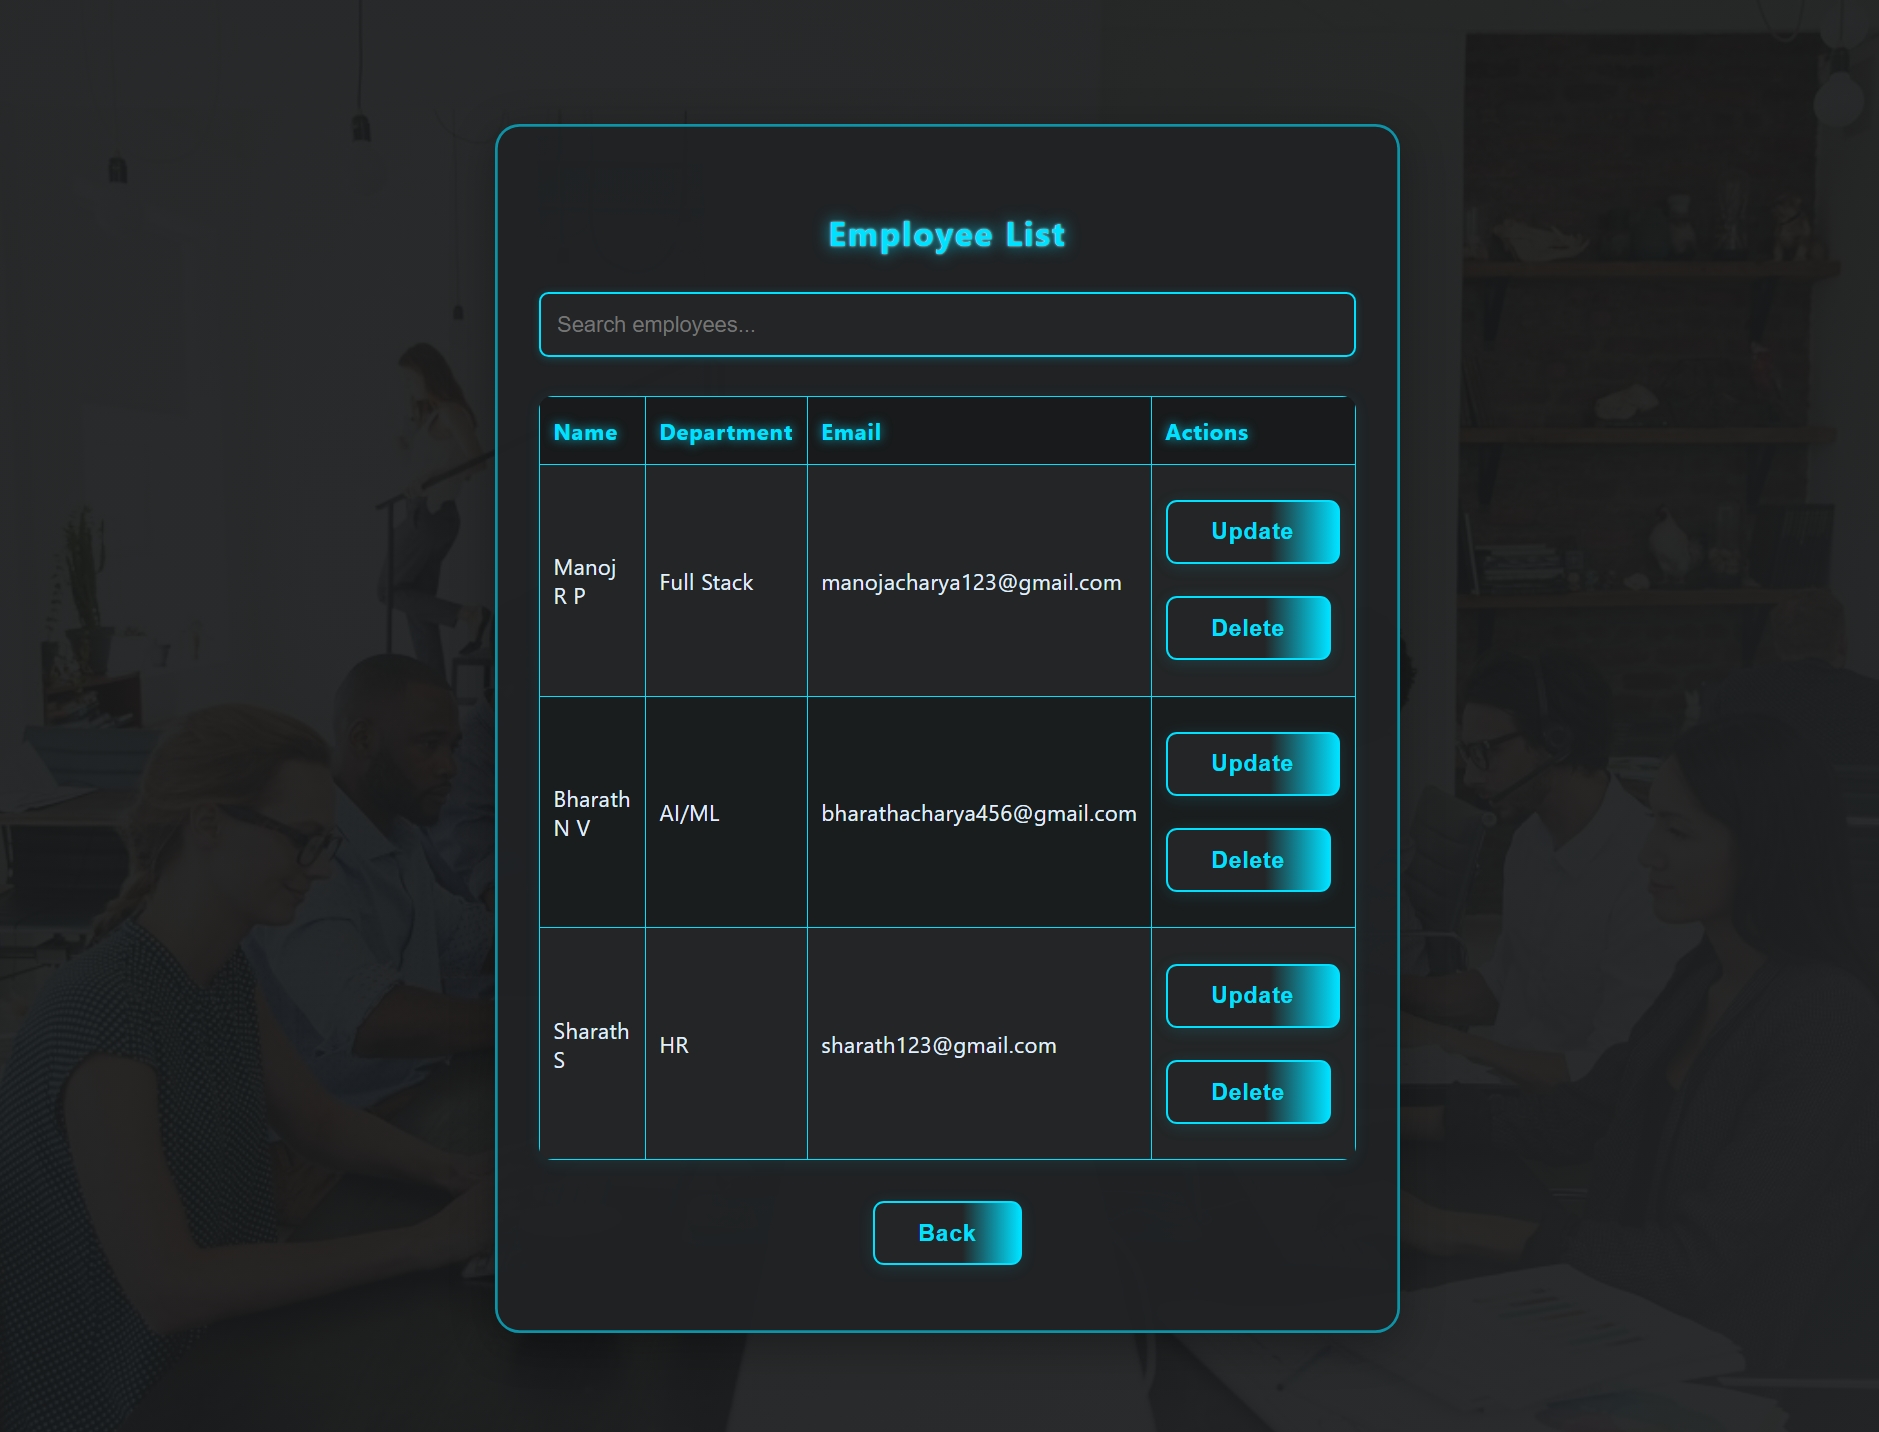 Employee List
Search employees...
Name Department Email Actions
Manoj
R P
Full Stack
manojacharya123@gmail.com
Update
Delete
Bharath
N V
AI/ML
bharathacharya456@gmail.com
Update
Delete
Sharath
S
HR
sharath123@gmail.com
Update
Delete
Back